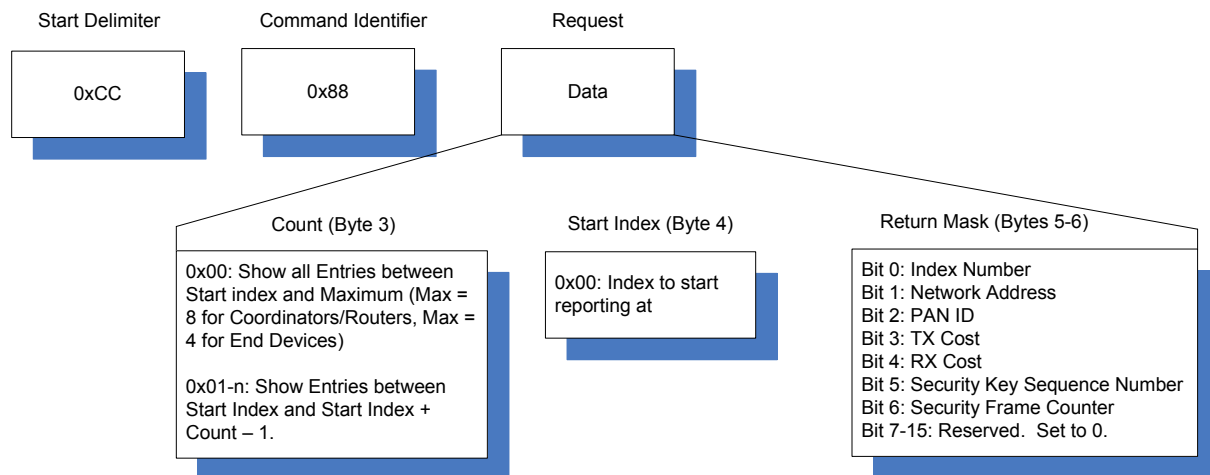 Start Delimiter
Command Identifier
Request
0xCC
0x88
Data
Count (Byte 3)
Start Index (Byte 4)
Return Mask (Bytes 5-6)
0x00: Show all Entries between
Start index and Maximum (Max =
8 for Coordinators/Routers, Max =
4 for End Devices)
0x01-n: Show Entries between
Start Index and Start Index +
Count – 1.
0x00: Index to start
reporting at
Bit 0: Index Number
Bit 1: Network Address
Bit 2: PAN ID
Bit 3: TX Cost
Bit 4: RX Cost
Bit 5: Security Key Sequence Number
Bit 6: Security Frame Counter
Bit 7-15: Reserved.  Set to 0.